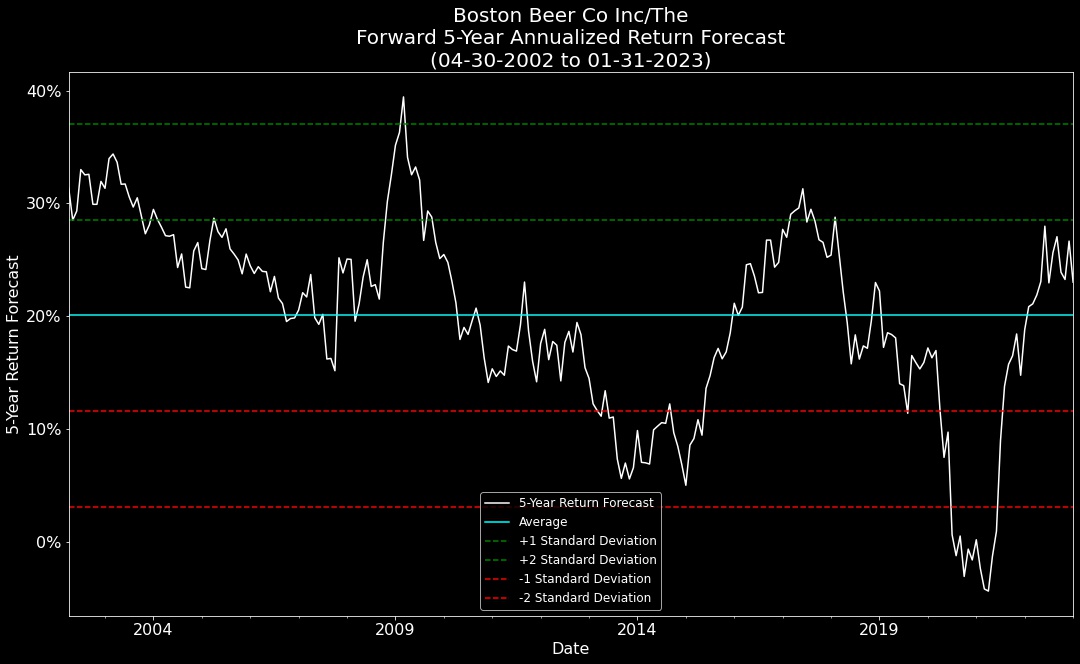 Boston Beer Co Inc/The
Forward 5-Year Annualized Return Forecast
(04-30-2002 to 01-31-2023)
5-Year Return Forecast
40%
30%
20%
10%
0%
5-Year Return Forecast
Average
+1 Standard Deviation
+2 Standard Deviation
-1 Standard Deviation
-2 Standard Deviation
2004
2009
2014
2019
Date